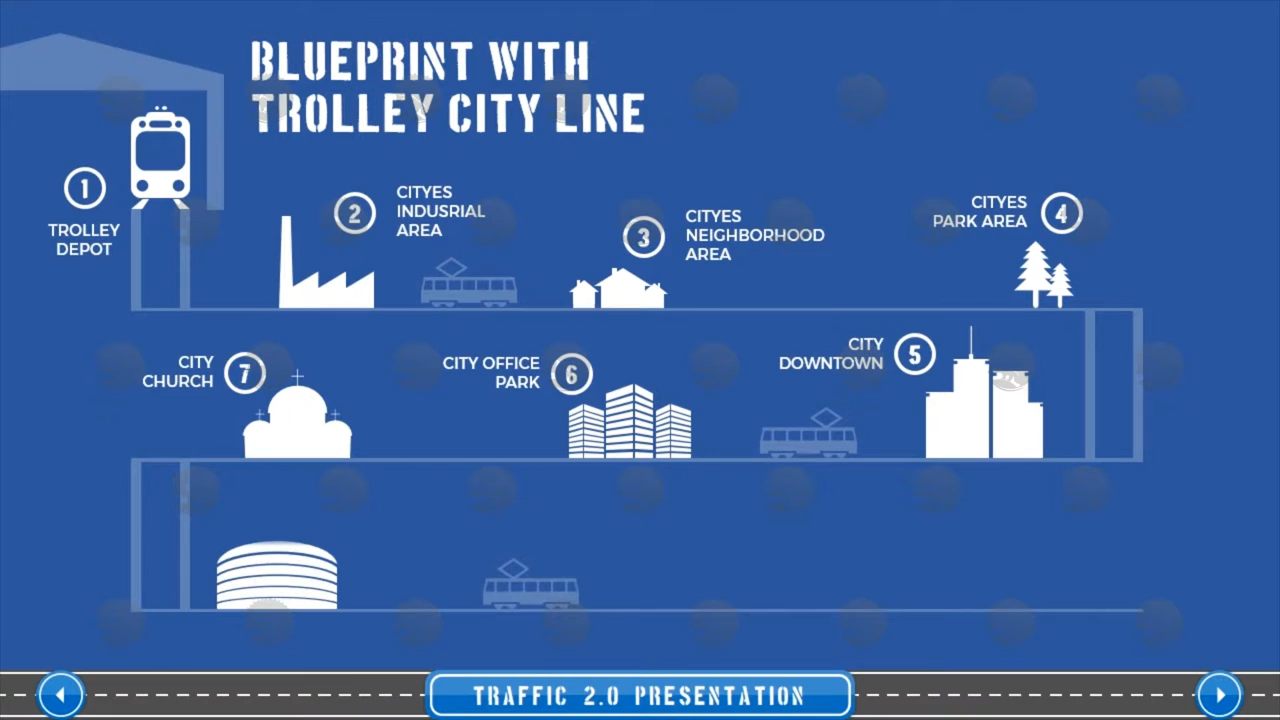 BLUEPRINT WITH
TROLLEY CITY LINE
1
TROLLEY
DEPOT
2
CITYES
INDUSRIAL
AREA
3
CITYES
NEIGHBORHOOD
AREA
CITYES
PARK AREA
4
CITY
CHURCH
7
CITY OFFICE
PARK
6
CITY
DOWNTOWN
5
TRAFFIC 2.0 PRESENTATION